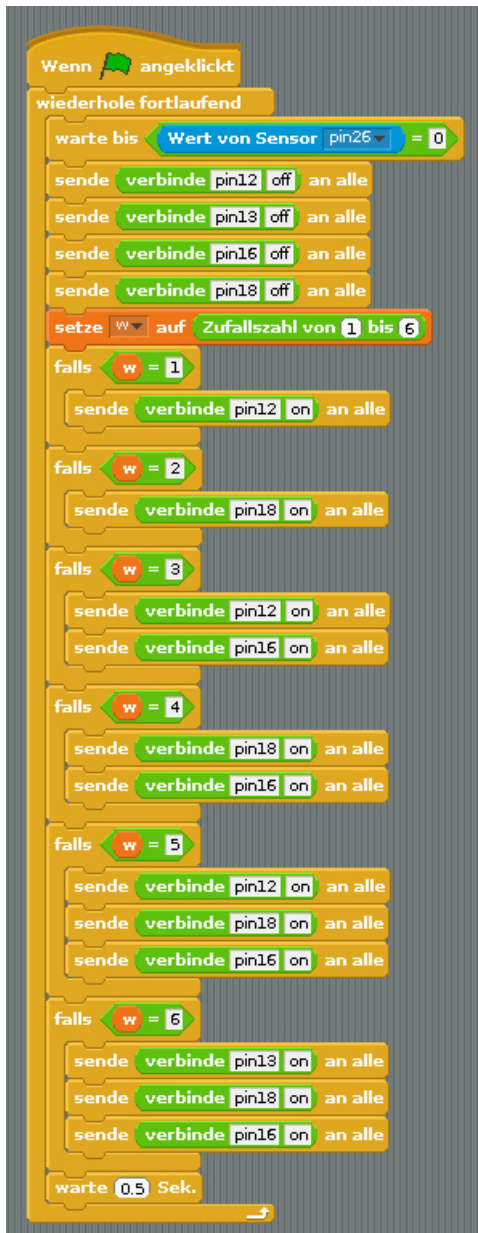 Wenn angeklickt
wiederhole fortlaufend
warte bis Wert von Sensor pin26 = 0
sende verbinde pin12 off an alle
sende verbinde pin13 off an alle
sende verbinde pin16 off an alle
sende verbinde pin18 off an alle
setze w auf Zufallszahl von 1 bis 6
falls w = 1
sende verbinde pin12 on an alle
falls w = 2
sende verbinde pin18 on an alle
falls w = 3
sende verbinde pin12 on an alle
sende verbinde pin16 on an alle
falls w = 4
sende verbinde pin18 on an alle
sende verbinde pin16 on an alle
falls w = 5
sende verbinde pin12 on an alle
sende verbinde pin18 on an alle
sende verbinde pin16 on an alle
falls w = 6
sende verbinde pin13 on an alle
sende verbinde pin18 on an alle
sende verbinde pin16 on an alle
warte 0.5 Sek.